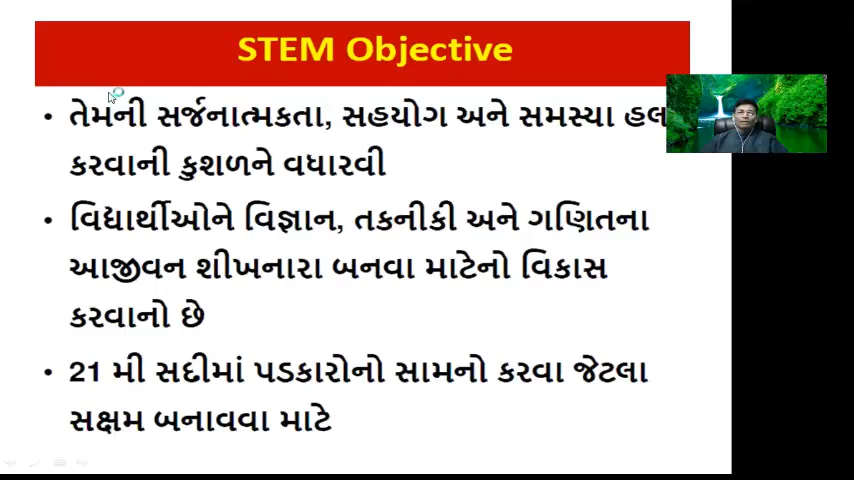 STEM Objective
• તેમની સર્જનાત્મકતા, સહયોગ અને સમસ્યા હલ
કરવાની કુશળને વધારવી
• વિદ્યાર્થીઓને વિજ્ઞાન, તકનીકી અને ગણિતના
આજીવન શીખનારા બનવા માટેનો વિકાસ
કરવાનો છે
• 21 મી સદીમાં પડકારોનો સામનો કરવા જેટલા
સક્ષમ બનાવવા માટે